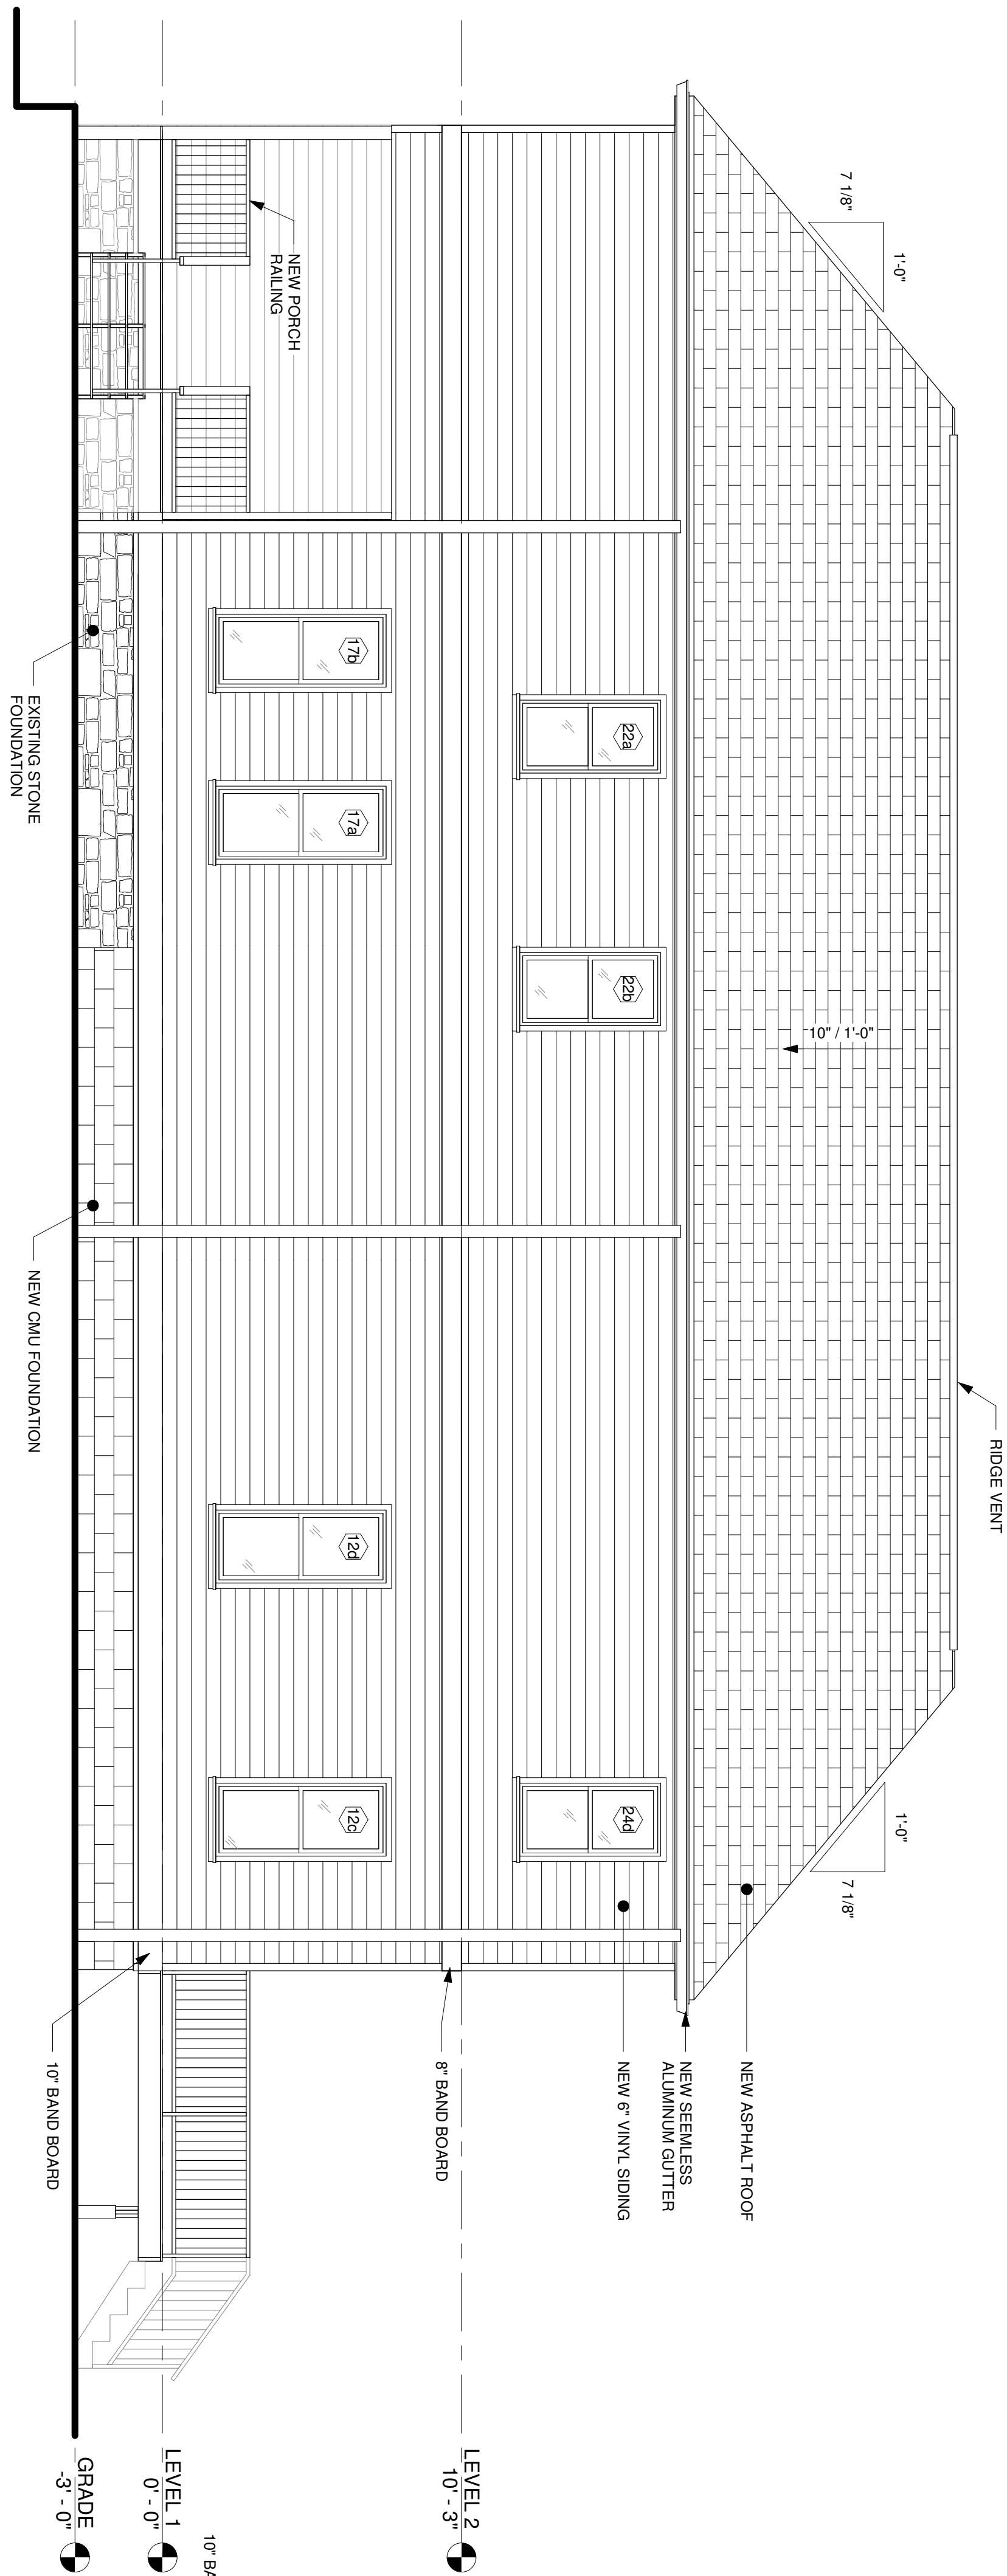 RIDGE VENT
7 1/8"
1'-0"
10" / 1'-0"
1'-0"
7 1/8"
NEW ASPHALT ROOF
NEW SEEMLESS
ALUMINUM GUTTER
NEW 6" VINYL SIDING
22a
22b
24d
LEVEL 2
10' - 3"
8" BAND BOARD
17b
17a
12d
12c
NEW PORCH
RAILING
LEVEL 1
0' - 0"
10" BA
GRADE
-3' - 0"
10" BAND BOARD
EXISTING STONE
FOUNDATION
NEW CMU FOUNDATION